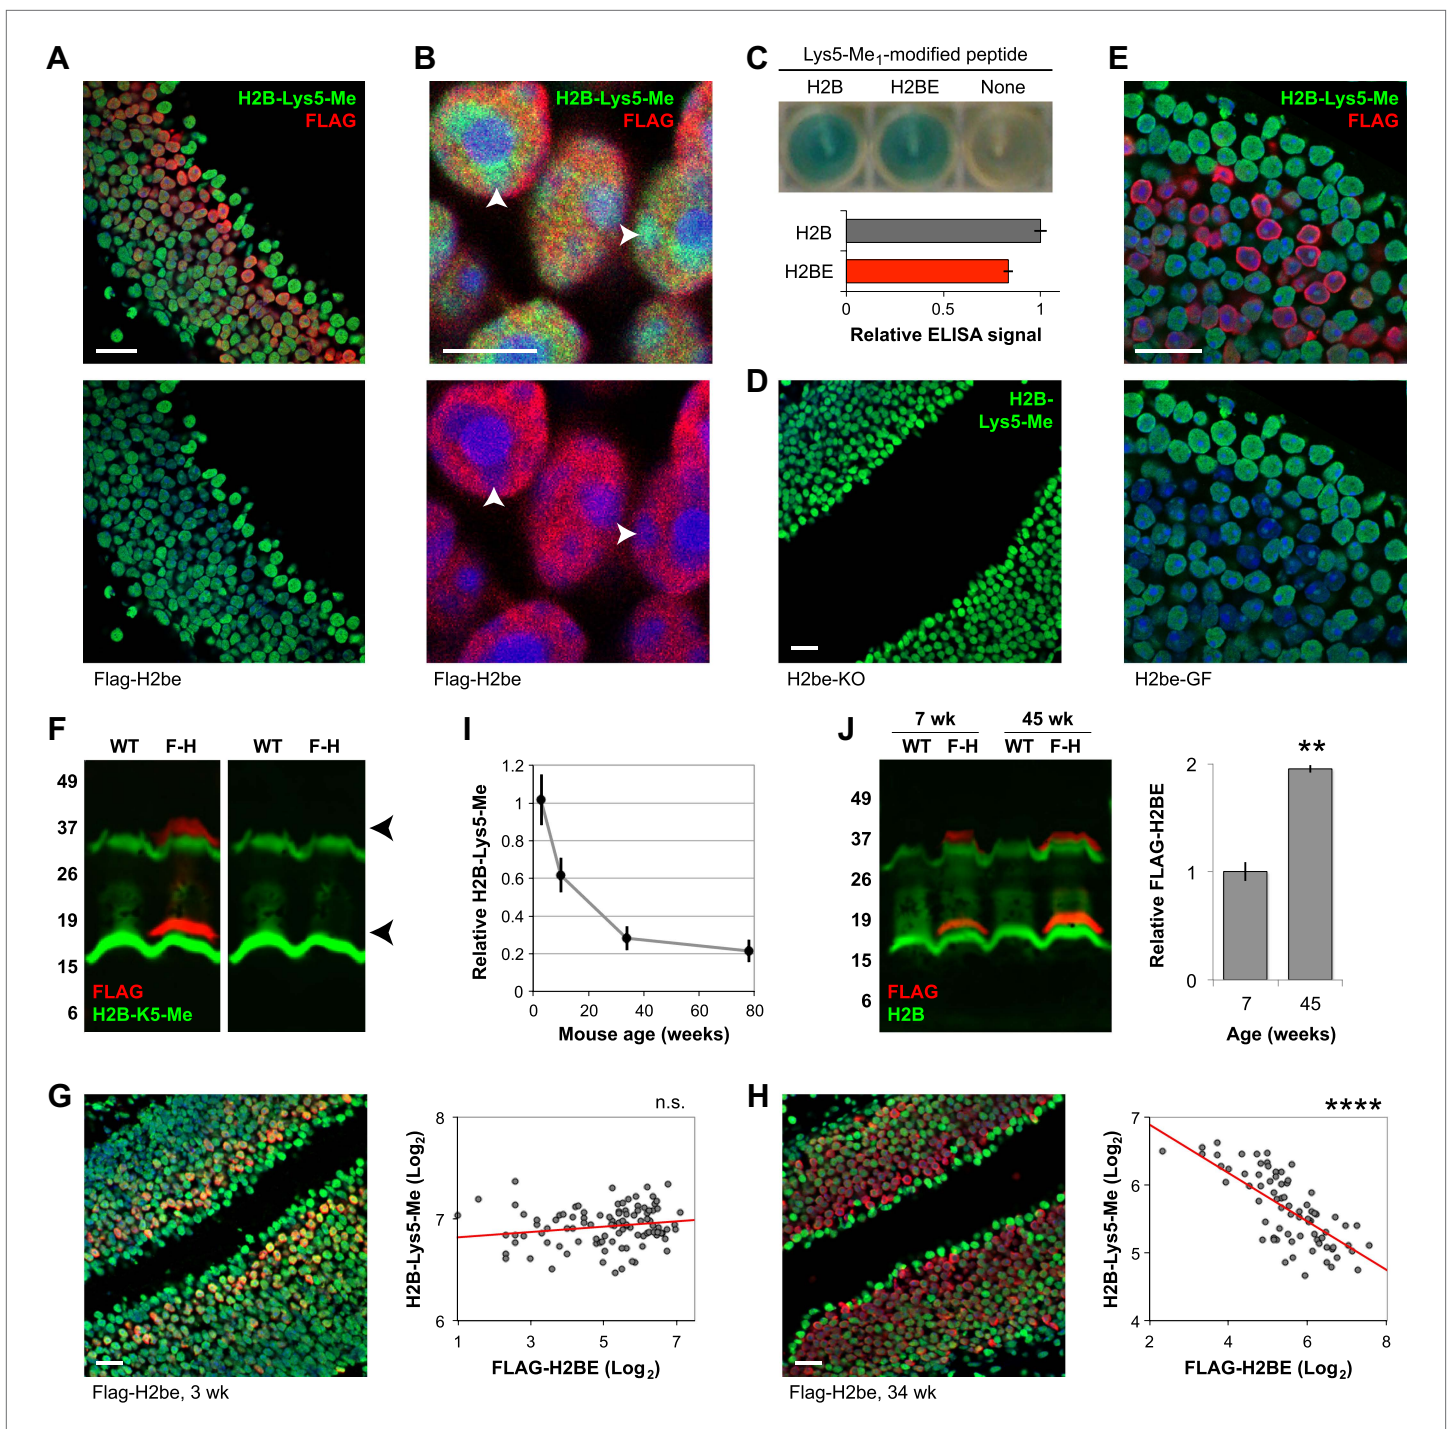 A
H2B-Lys5-Me
FLAG
Flag-H2be
B
H2B-Lys5-Me
FLAG
Flag-H2be
C
Lys5-Me1-modified peptide
H2B H2BE None
H2B
H2BE
0 0.5 1
Relative ELISA signal
D
H2B-
Lys5-Me
H2be-KO
E
H2B-Lys5-Me
FLAG
H2be-GF
F
WT F-H WT F-H
49
37
26
19
15
6
FLAG
H2B-K5-Me
I
Relative H2B-Lys5-Me
1.2
1
0.8
0.6
0.4
0.2
0
0 20 40 60 80
Mouse age (weeks)
J
7 wk 45 wk
WT F-H WT F-H
49
37
26
19
15
6
FLAG
H2B
Relative FLAG-H2BE
**
2
1
0
7 45
Age (weeks)
G
Flag-H2be, 3 wk
n.s.
H2B-Lys5-Me (Log2)
8
7
6
1 3 5 7
FLAG-H2BE (Log2)
H
Flag-H2be, 34 wk
****
H2B-Lys5-Me (Log2)
7
6
5
4
2 4 6 8
FLAG-H2BE (Log2)